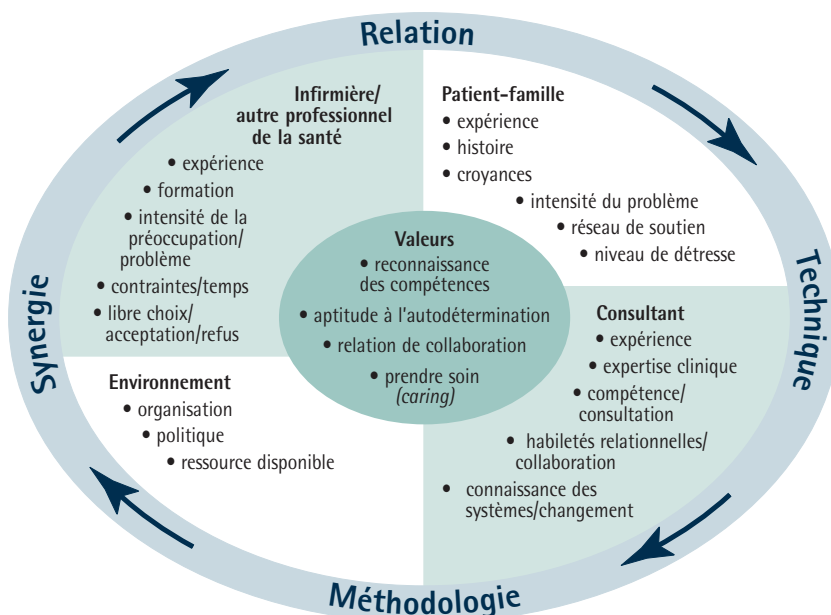 Relation
Infirmière/
autre professionnel
de la santé
• expérience
• formation
• intensité de la
préoccupation/
problème
• contraintes/temps
• libre choix/
acceptation/refus
Patient-famille
• expérience
• histoire
• croyances
• intensité du problème
• réseau de soutien
• niveau de détresse
Valeurs
• reconnaissance
des compétences
• aptitude à l'autodétermination
• relation de collaboration
• prendre soin
(caring)
Synergie
Technique
Environnement
• organisation
• politique
• ressource disponible
Consultant
• expérience
• expertise clinique
• compétence/
consultation
• habiletés relationnelles/
collaboration
• connaissance des
systèmes/changement
Méthodologie